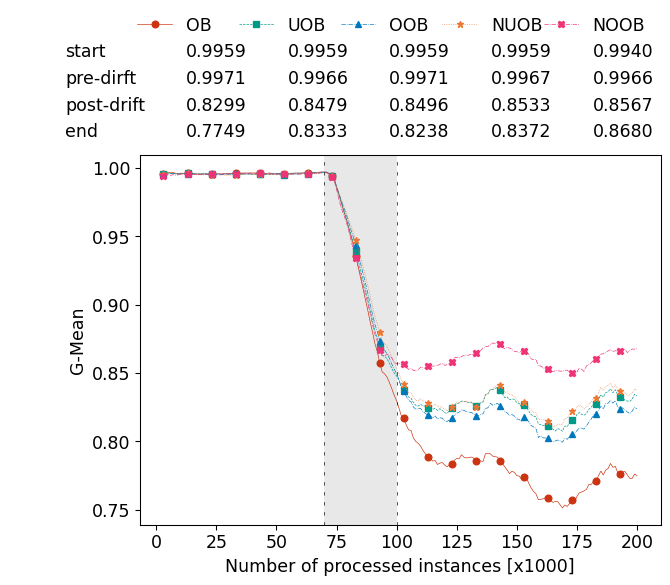 OB UOB OOB NUOB NOOB
start 0.9959 0.9959 0.9959 0.9959 0.9940
pre-dirft 0.9971 0.9966 0.9971 0.9967 0.9966
post-drift 0.8299 0.8479 0.8496 0.8533 0.8567
end 0.7749 0.8333 0.8238 0.8372 0.8680
1.00
0.95
0.90
0.85
0.80
0.75
G-Mean
0 25 50 75 100 125 150 175 200
Number of processed instances [x1000]